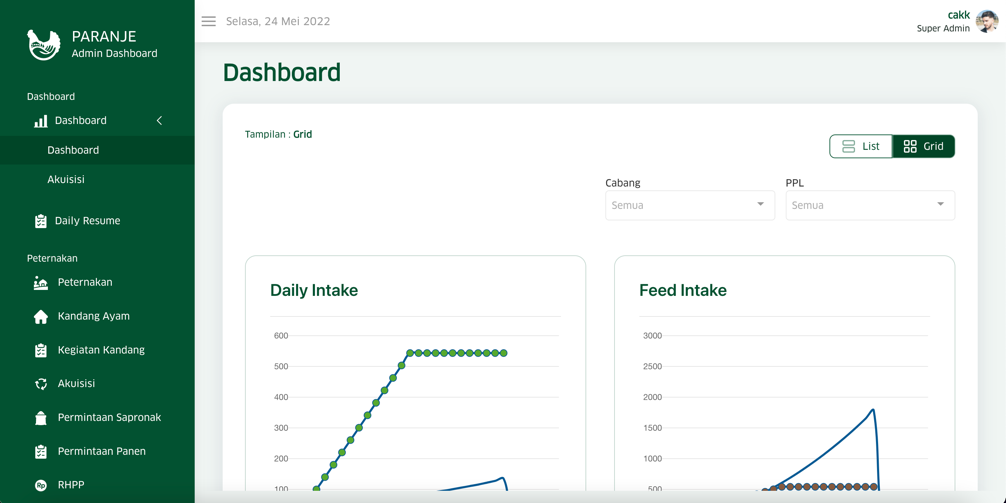 PARANJE
Admin Dashboard
Dashboard
Dashboard
Dashboard
Akuisisi
Daily Resume
Peternakan
Peternakan
Kandang Ayam
Kegiatan Kandang
Akuisisi
Permintaan Sapronak
Permintaan Panen
Rp RHPP
Selasa, 24 Mei 2022
cakk
Super Admin
Dashboard
Tampilan : Grid
List
Grid
Cabang
Semua
PPL
Semua
Daily Intake
600
500
400
300
200
100
Feed Intake
3000
2500
2000
1500
1000
500